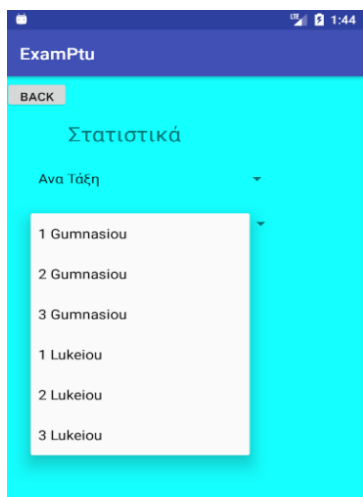 LTE 1:44
ExamPtu
BACK
Στατιστικά
Ανα Τάξη
1 Gumnasiou
2 Gumnasiou
3 Gumnasiou
1 Lukeiou
2 Lukeiou
3 Lukeiou